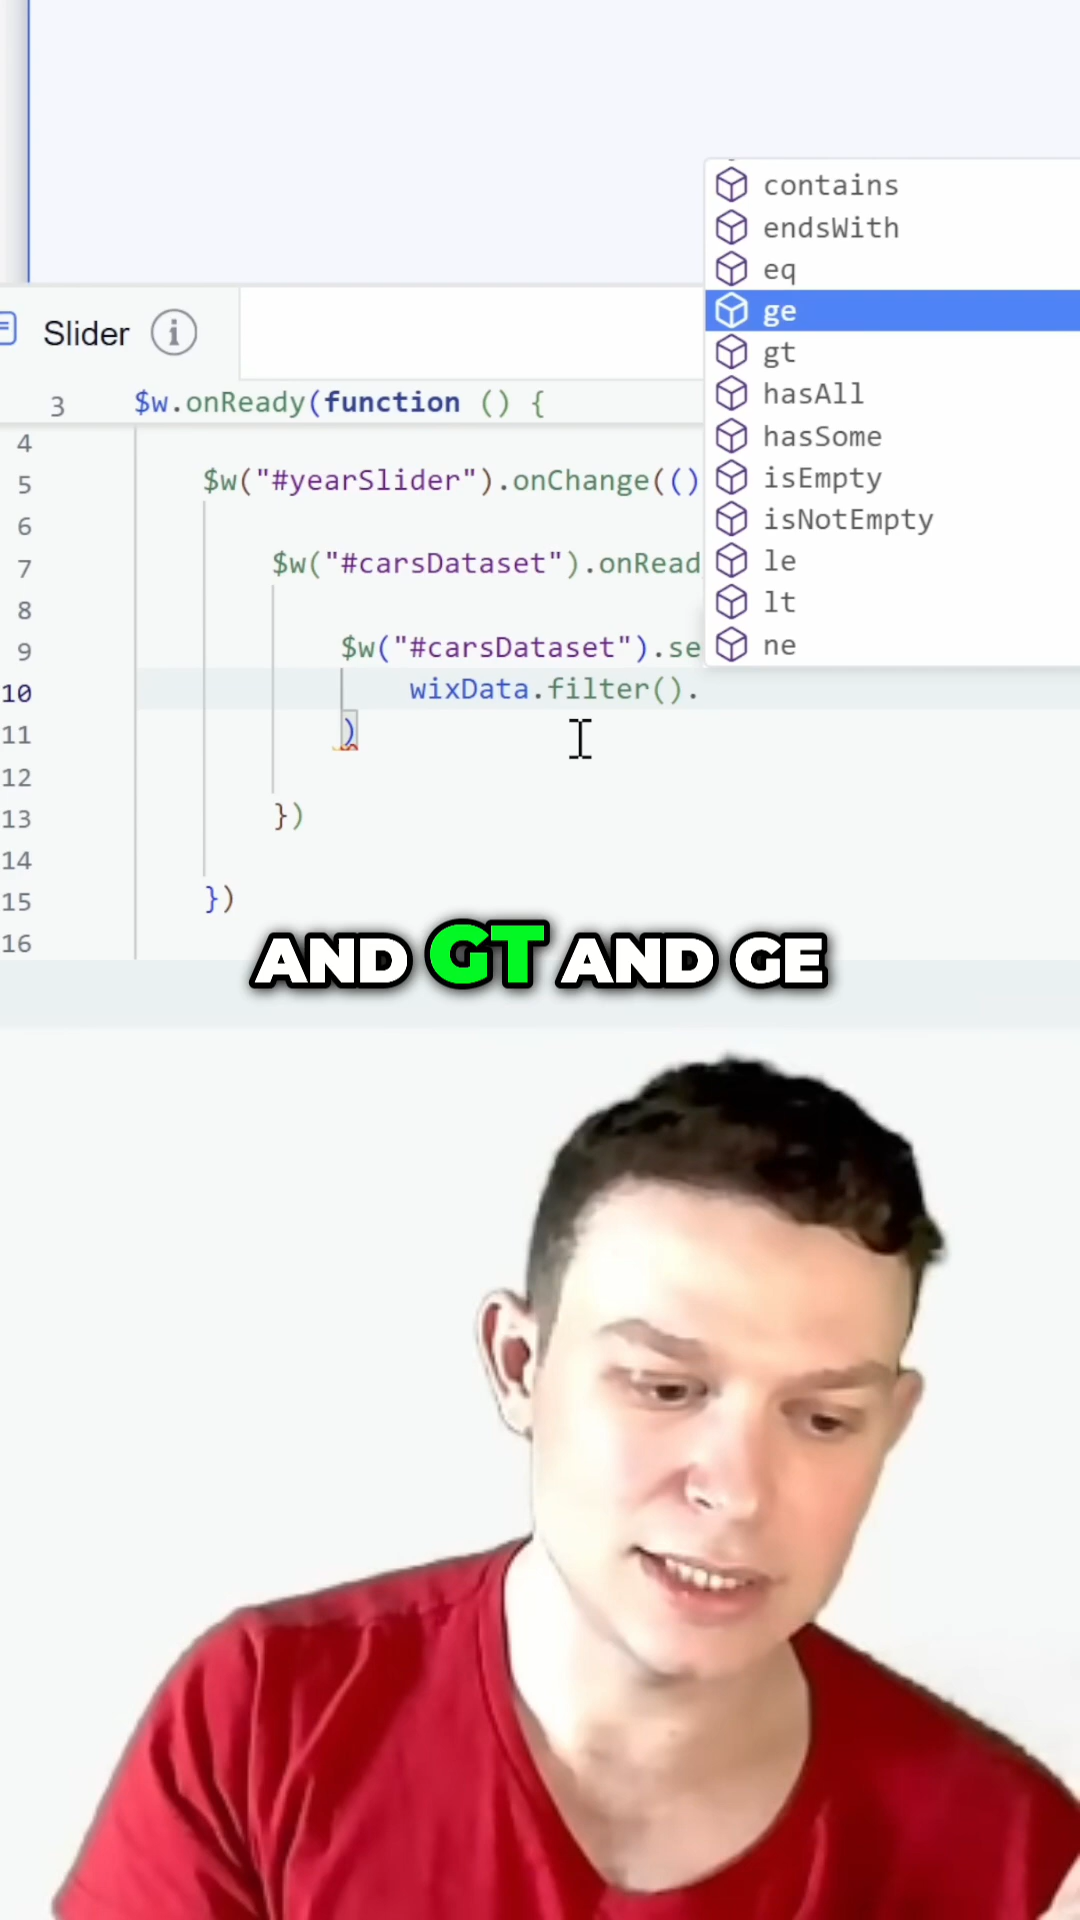 contains
endsWith
eq
ge
gt
hasAll
hasSome
isEmpty
isNotEmpty
le
lt
ne
Slider i
3 $w.onReady(function () {
4
5 $w("#yearSlider").onChange(()
6
7 $w("#carsDataset").onRead
8
9 $w("#carsDataset").se
10 wixData.filter().
11 )
12
13 })
14
15 })
16
AND GT AND GE